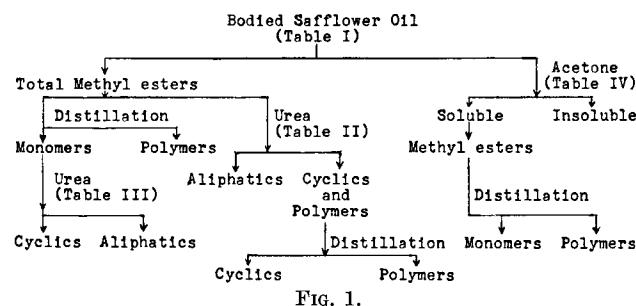 Bodied Safflower Oil
(Table I)
Total Methyl esters
Acetone
(Table IV)
Distillation
Urea
(Table II)
Soluble
Insoluble
Monomers
Polymers
Methyl esters
Aliphatics
Cyclics
and
Polymers
Urea
(Table III)
Distillation
Cyclics
Aliphatics
Distillation
Monomers
Polymers
Cyclics
Polymers
FIG. 1.